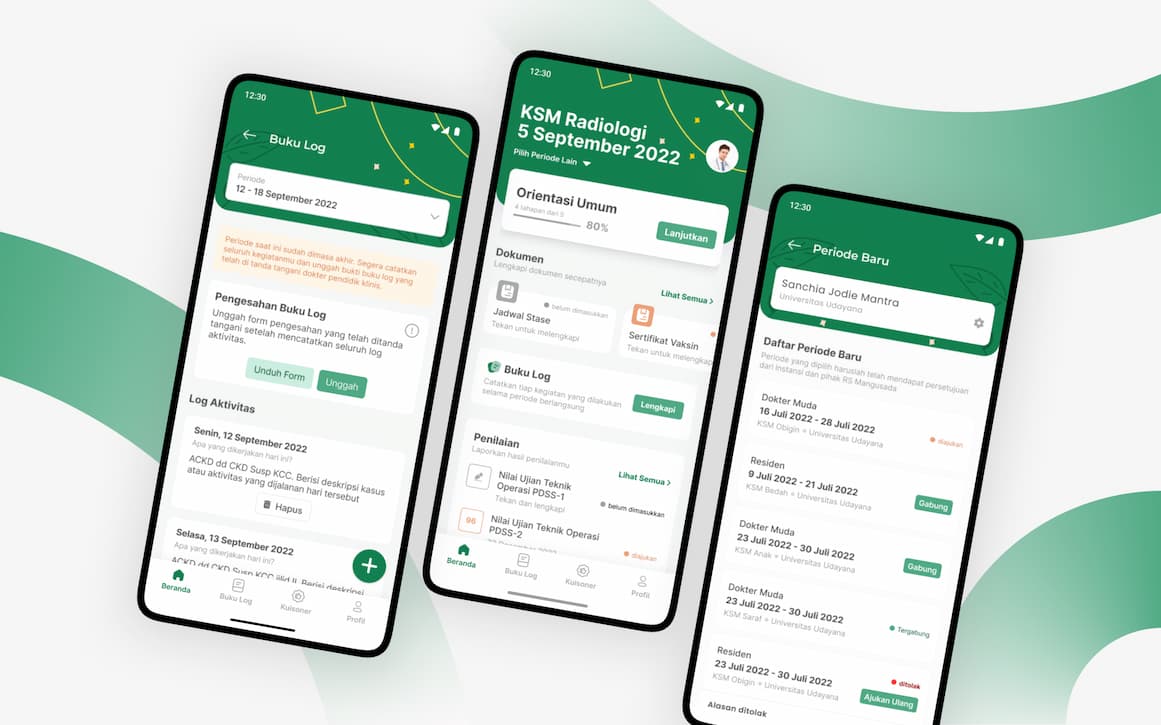 12:30
Buku Log
Periode
12 - 18 September 2022
Periode saat ini sudah dimasa akhir. Segera catatkan
seluruh kegiatanmu dan unggah bukti buku log yang
telah di tanda tangani dokter pendidik klinis.
Pengesahan Buku Log
Unggah form pengesahan yang telah ditanda
tangani setelah mencatatkan seluruh log
aktivitas.
Unduh Form
Unggah
Log Aktivitas
Senin, 12 September 2022
Apa yang dikerjakan hari ini?
ACKD dd CKD Susp KCC. Berisi deskripsi kasus
atau aktivitas yang dijalanan hari tersebut
Hapus
Selasa, 13 September 2022
Apa yang dikerjakan hari ini?
ACKD dd CKD Susp KCC jilid II. Berisi deskripsi
Beranda
Buku Log
Kuisoner
Profil
12:30
KSM Radiologi
5 September 2022
Pilih Periode Lain
Orientasi Umum
4 tahapan dari 5
80%
Lanjutkan
Dokumen
Lengkapi dokumen secepatnya
Lihat Semua >
belum dimasukkan
Jadwal Stase
Tekan untuk melengkapi
Sertifikat Vaksin
Tekan untuk melengkap
Buku Log
Catatkan tiap kegiatan yang dilakukan
selama periode berlangsung
Lengkapi
Penilaian
Laporkan hasil penilaianmu
Lihat Semua >
Nilai Ujian Teknik
Operasi PDSS-1
Tekan dan lengkapi
belum dimasukkan
96
Nilai Ujian Teknik Operasi
PDSS-2
diajukan
Beranda
Buku Log
Kuisoner
Profil
12:30
Periode Baru
Sanchia Jodie Mantra
Universitas Udayana
Daftar Periode Baru
Periode yang dipilih haruslah telah mendapat persetujuan
dari instansi dan pihak RS Mangusada
Dokter Muda
16 Juli 2022 - 28 Juli 2022
KSM Obigin + Universitas Udayana
diajukan
Residen
9 Juli 2022 - 21 Juli 2022
KSM Bedah + Universitas Udayana
Gabung
Dokter Muda
23 Juli 2022 - 30 Juli 2022
KSM Anak + Universitas Udayana
Gabung
Dokter Muda
23 Juli 2022 - 30 Juli 2022
KSM Saraf + Universitas Udayana
Tergabung
Residen
23 Juli 2022 - 30 Juli 2022
KSM Obigin + Universitas Udayana
ditolak
Ajukan Ulang
Alasan ditolak